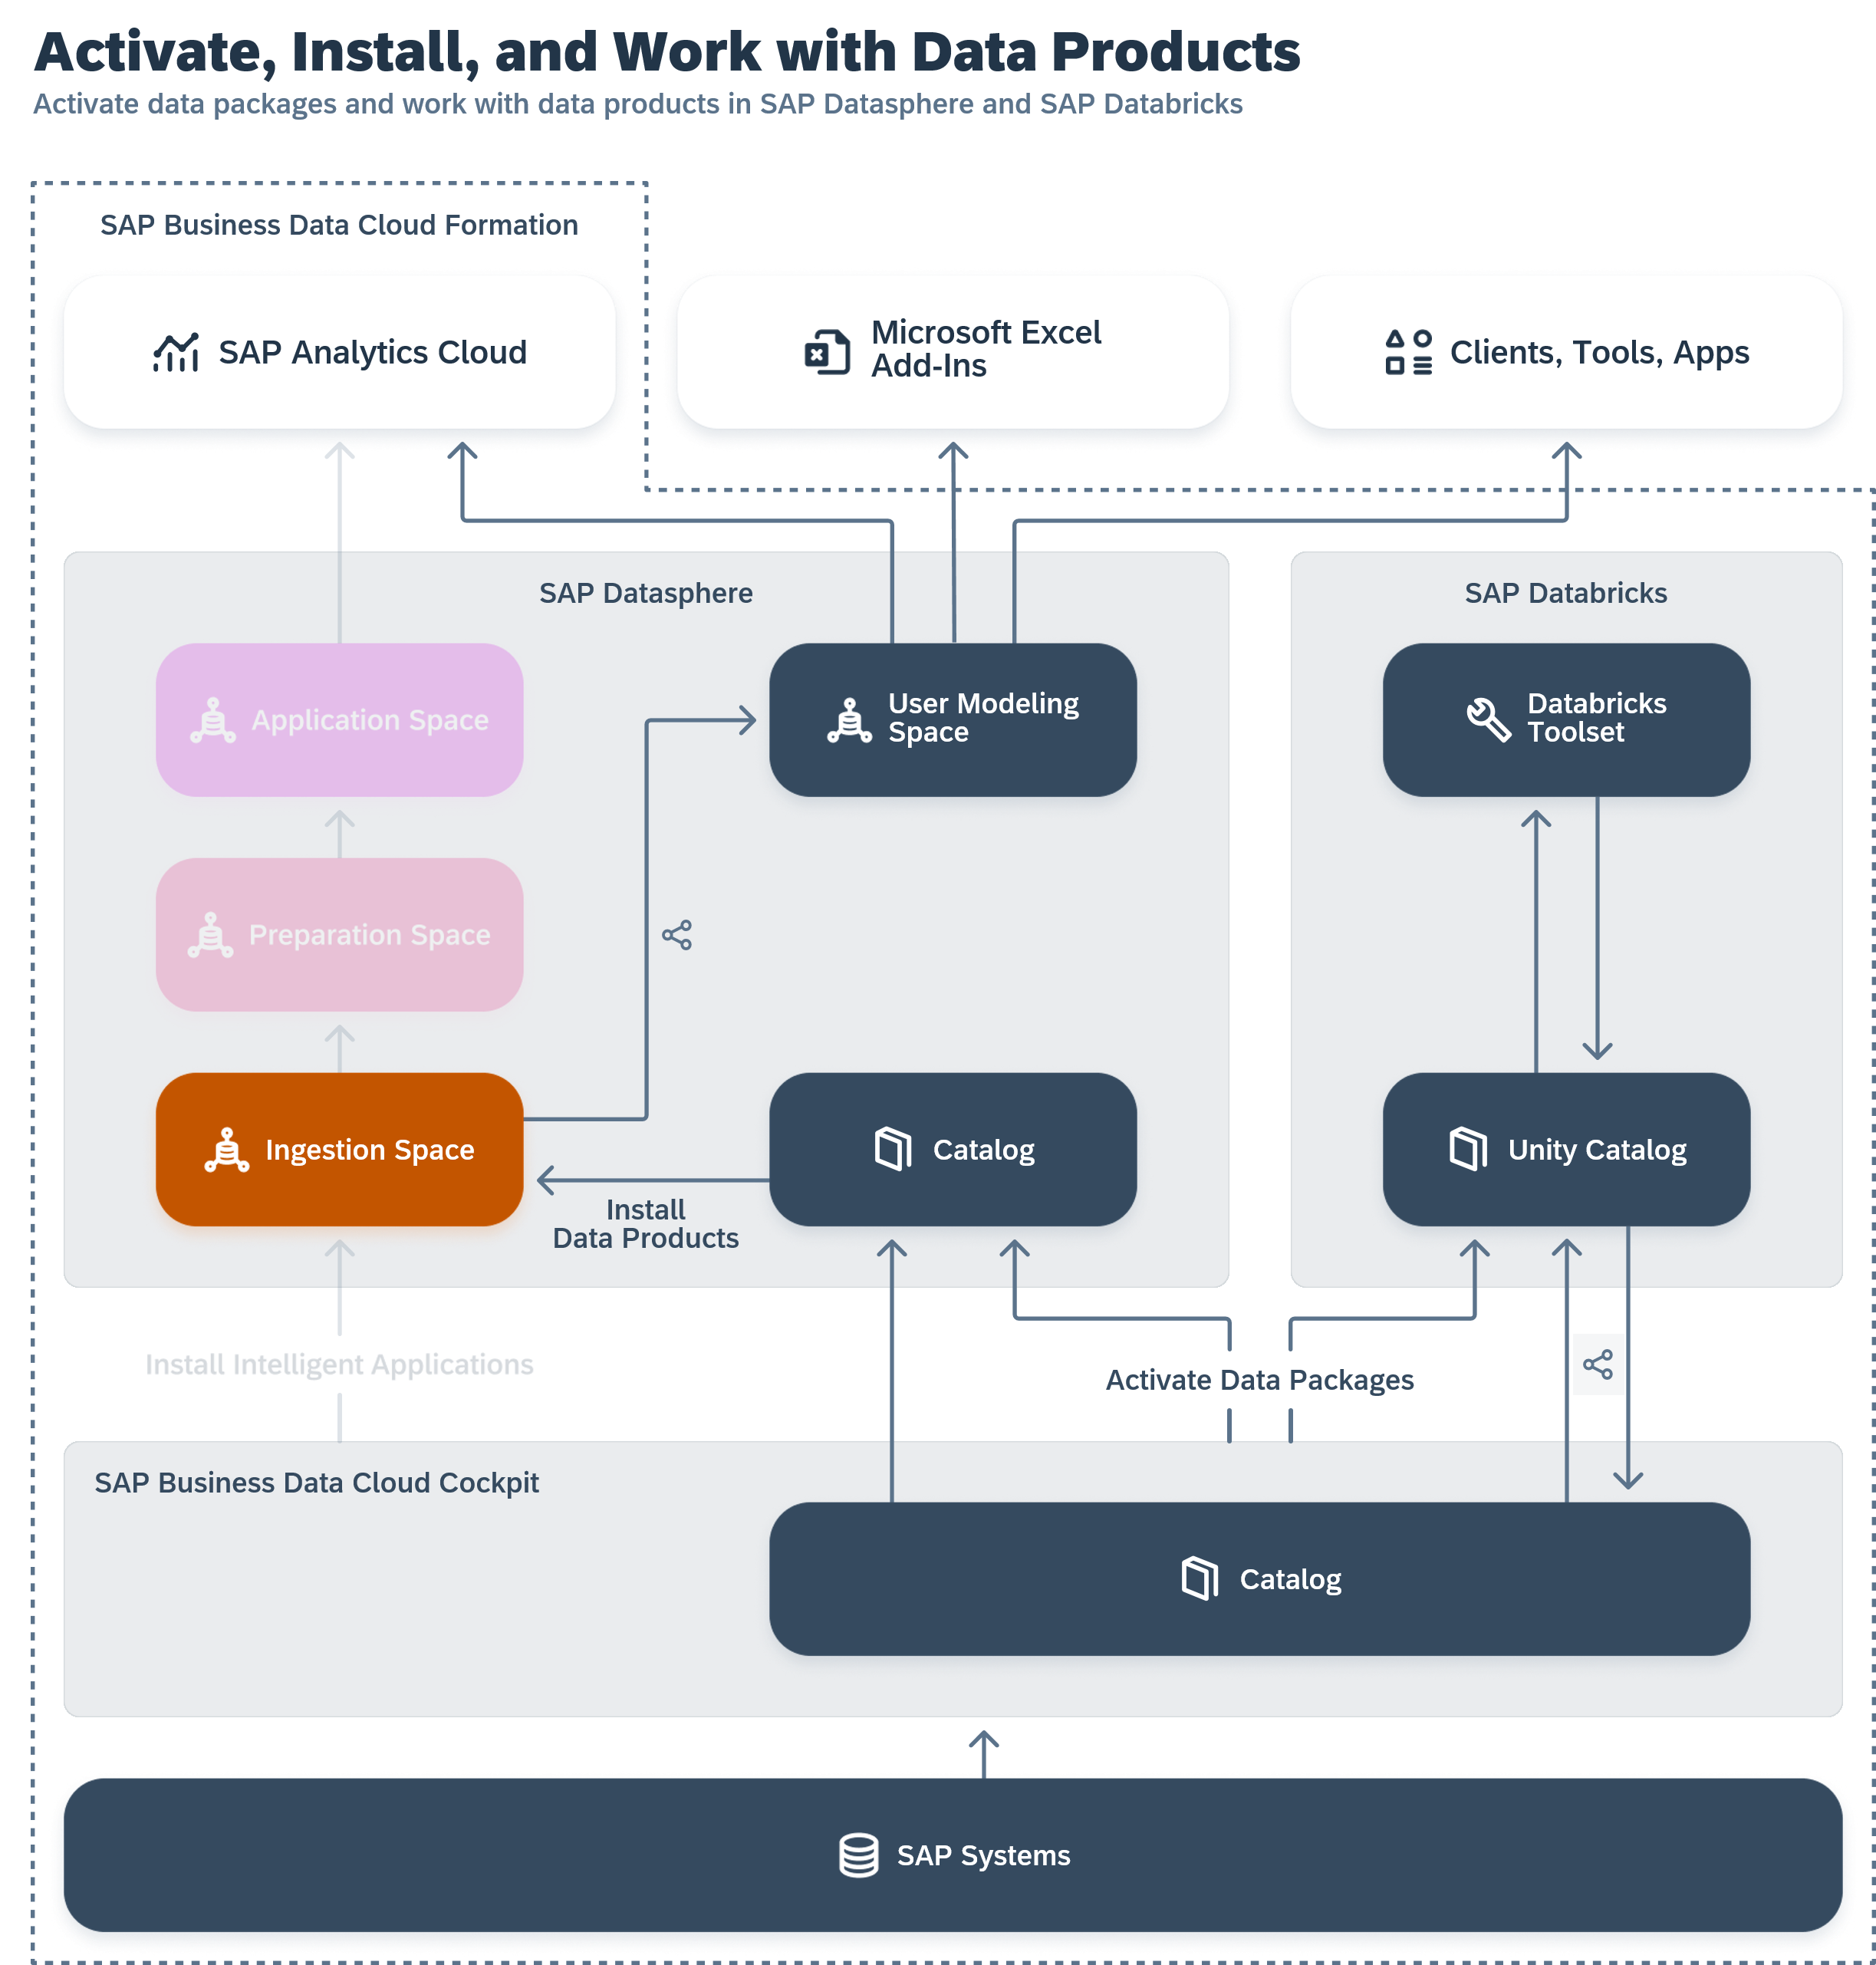 Activate, Install, and Work with Data Products
Activate data packages and work with data products in SAP Datasphere and SAP Databricks
SAP Business Data Cloud Formation
SAP Analytics Cloud
Microsoft Excel
Add-Ins
Clients, Tools, Apps
SAP Datasphere
SAP Databricks
Application Space
User Modeling
Space
Databricks
Toolset
Preparation Space
Ingestion Space
Catalog
Unity Catalog
Install
Data Products
Install Intelligent Applications
Activate Data Packages
SAP Business Data Cloud Cockpit
Catalog
SAP Systems